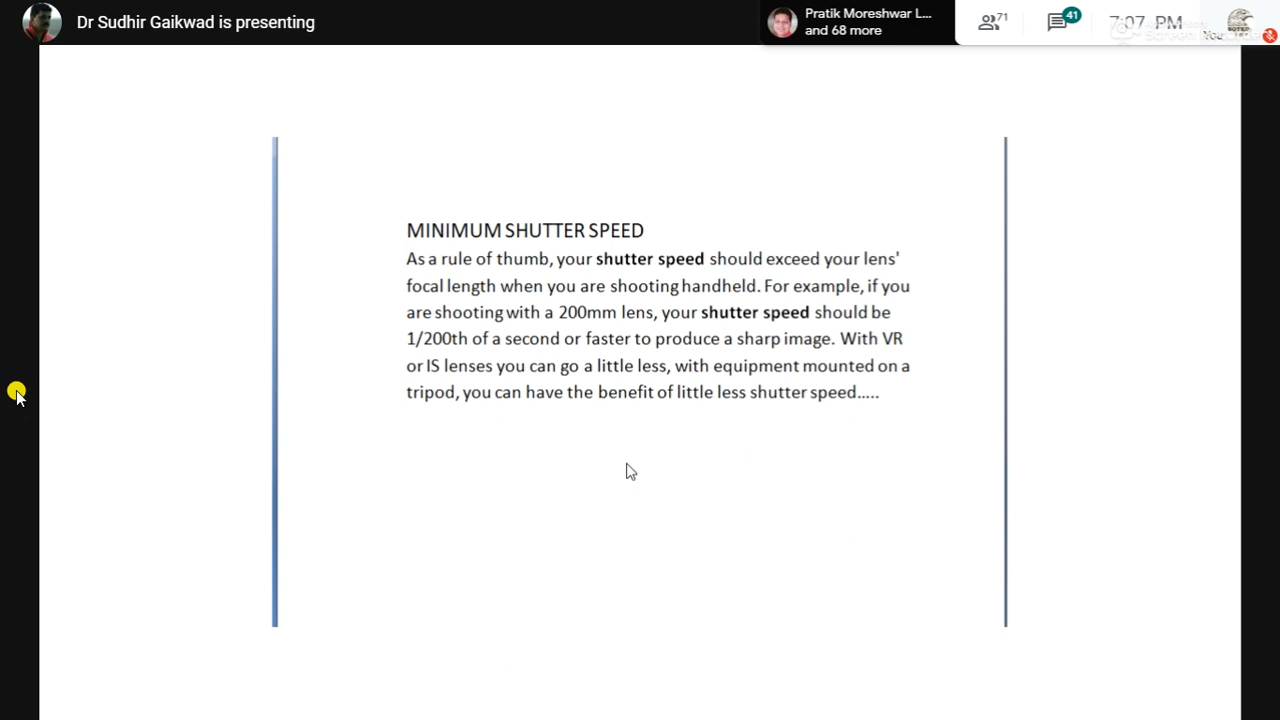 Dr Sudhir Gaikwad is presenting
Pratik Moreshwar L...
and 68 more
71
41
7:07 PM
You
MINIMUM SHUTTER SPEED
As a rule of thumb, your shutter speed should exceed your lens'
focal length when you are shooting handheld. For example, if you
are shooting with a 200mm lens, your shutter speed should be
1/200th of a second or faster to produce a sharp image. With VR
or IS lenses you can go a little less, with equipment mounted on a
tripod, you can have the benefit of little less shutter speed.....